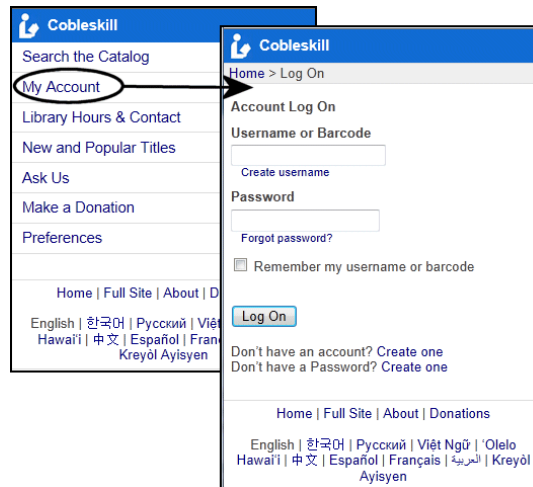 Cobleskill
Search the Catalog
My Account
Library Hours & Contact
New and Popular Titles
Ask Us
Make a Donation
Preferences
Home | Full Site | About | D
English | 한국어 | Русский | Việt
Hawai'i | 中文 | Español | Fran
Kreyòl Ayisyen
Cobleskill
Home > Log On
Account Log On
Username or Barcode
Create username
Password
Forgot password?
Remember my username or barcode
Log On
Don't have an account? Create one
Don't have a Password? Create one
Home | Full Site | About | Donations
English | 한국어 | Русский | Việt Ngữ | 'Olelo
Hawai'i | 中文 | Español | Français | العربية | Kreyòl
Ayisyen